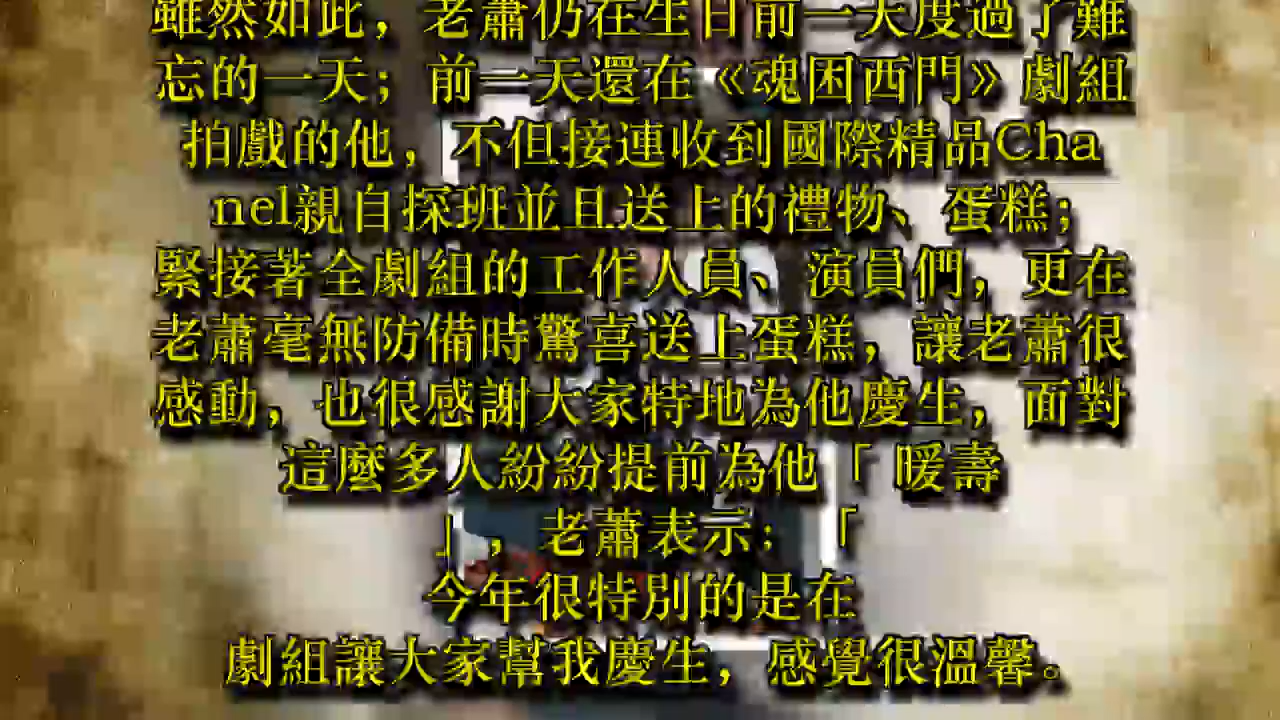 雖然如此，老蕭仍在生日前一天度過了難
忘的一天；前一天還在《魂困西門》劇組
拍戲的他，不但接連收到國際精品Cha
nel親自探班並且送上的禮物、蛋糕；
緊接著全劇組的工作人員、演員們，更在
老蕭毫無防備時驚喜送上蛋糕，讓老蕭很
感動，也很感謝大家特地為他慶生，面對
這麼多人紛紛提前為他「暖壽
」，老蕭表示：「
今年很特別的是在
劇組讓大家幫我慶生，感覺很溫馨。